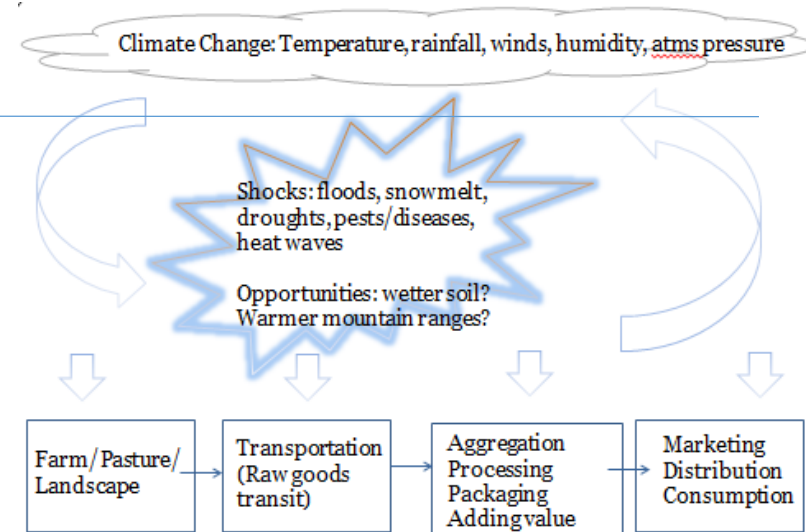 Climate Change: Temperature, rainfall, winds, humidity, atms pressure
Shocks: floods, snowmelt,
droughts, pests/diseases,
heat waves
Opportunities: wetter soil?
Warmer mountain ranges?
Farm/Pasture/
Landscape
Transportation
(Raw goods
transit)
Aggregation
Processing
Packaging
Adding value
Marketing
Distribution
Consumption